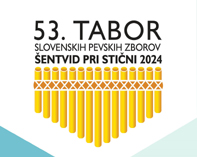 53. TABOR
SLOVENSKIH PEVSKIH ZBOROV
ŠENTVID PRI STIČNI 2024